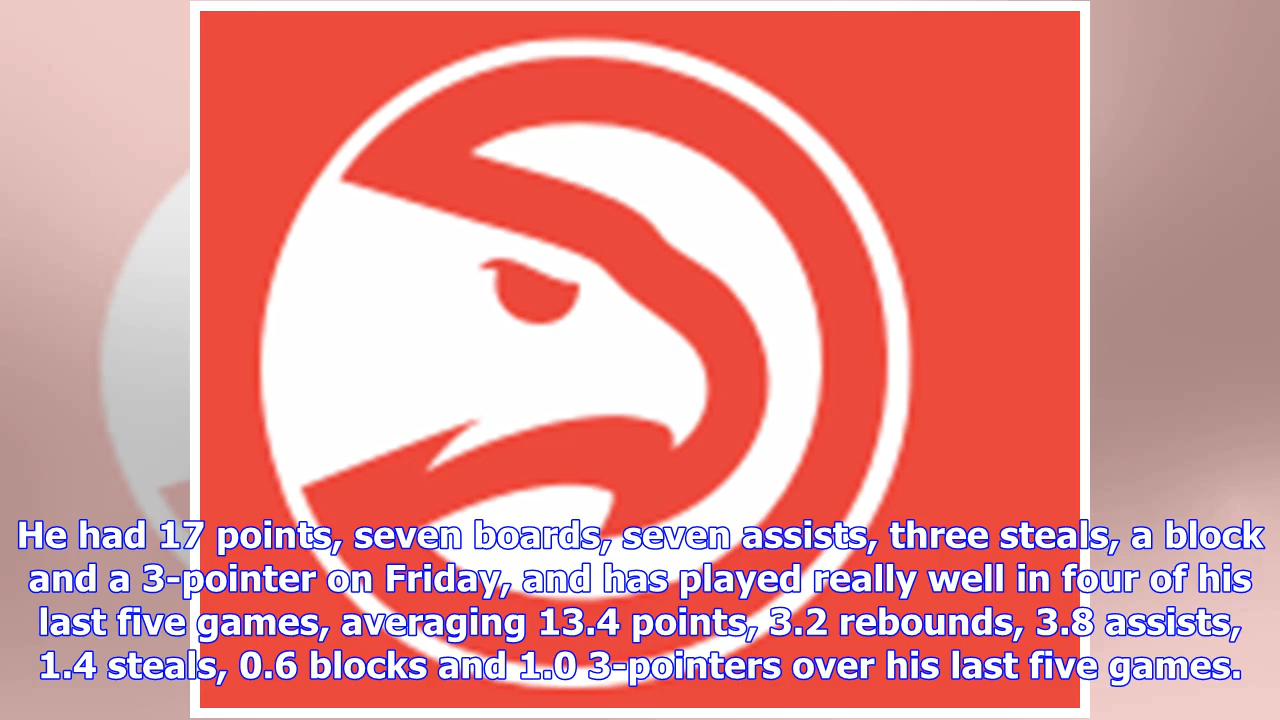 He had 17 points, seven boards, seven assists, three steals, a block
and a 3-pointer on Friday, and has played really well in four of his
last five games, averaging 13.4 points, 3.2 rebounds, 3.8 assists,
1.4 steals, 0.6 blocks and 1.0 3-pointers over his last five games.